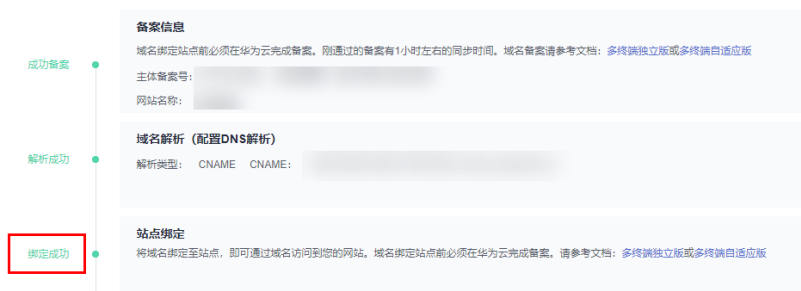 备案信息
域名绑定站点前必须在华为云完成备案。刚通过的备案有1小时左右的同步时间。域名备案请参考文档：多终端独立版或多终端自适应版
成功备案
主体备案号：
网站名称：
域名解析（配置DNS解析）
解析成功
解析类型： CNAME CNAME：
站点绑定
绑定成功
将域名绑定至站点，即可通过域名访问到您的网站。域名绑定站点前必须在华为云完成备案。请参考文档：多终端独立版或多终端自适应版